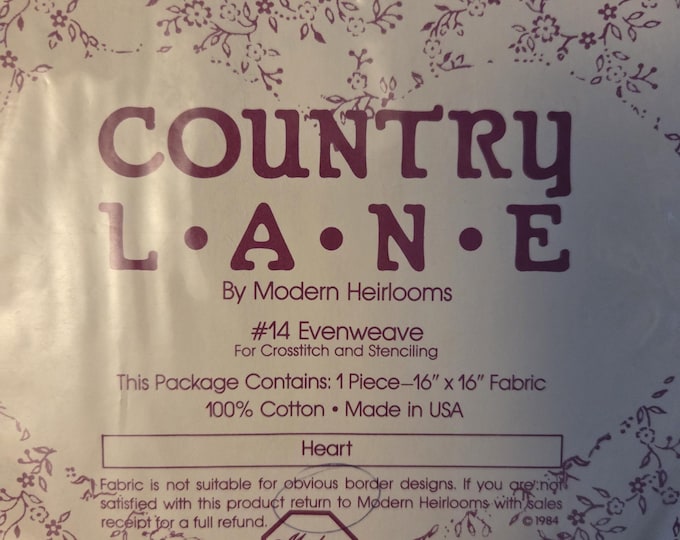 COUNTRY
L•A•N•E
By Modern Heirlooms
#14 Evenweave
For Crosstitch and Stenciling
This Package Contains: 1 Piece–16" x 16" Fabric
100% Cotton • Made in USA
Heart
Fabric is not suitable for obvious border designs. If you are not
satisfied with this product return to Modern Heirlooms with sales
receipt for a full refund.
© 1984